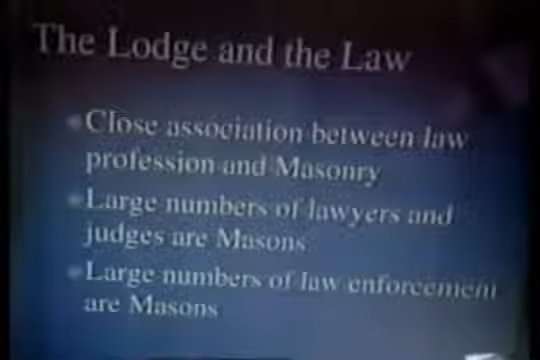 The Lodge and the Law
Close association between law
profession and Masonry
Large numbers of lawyers and
judges are Masons
Large numbers of law enforcement
are Masons